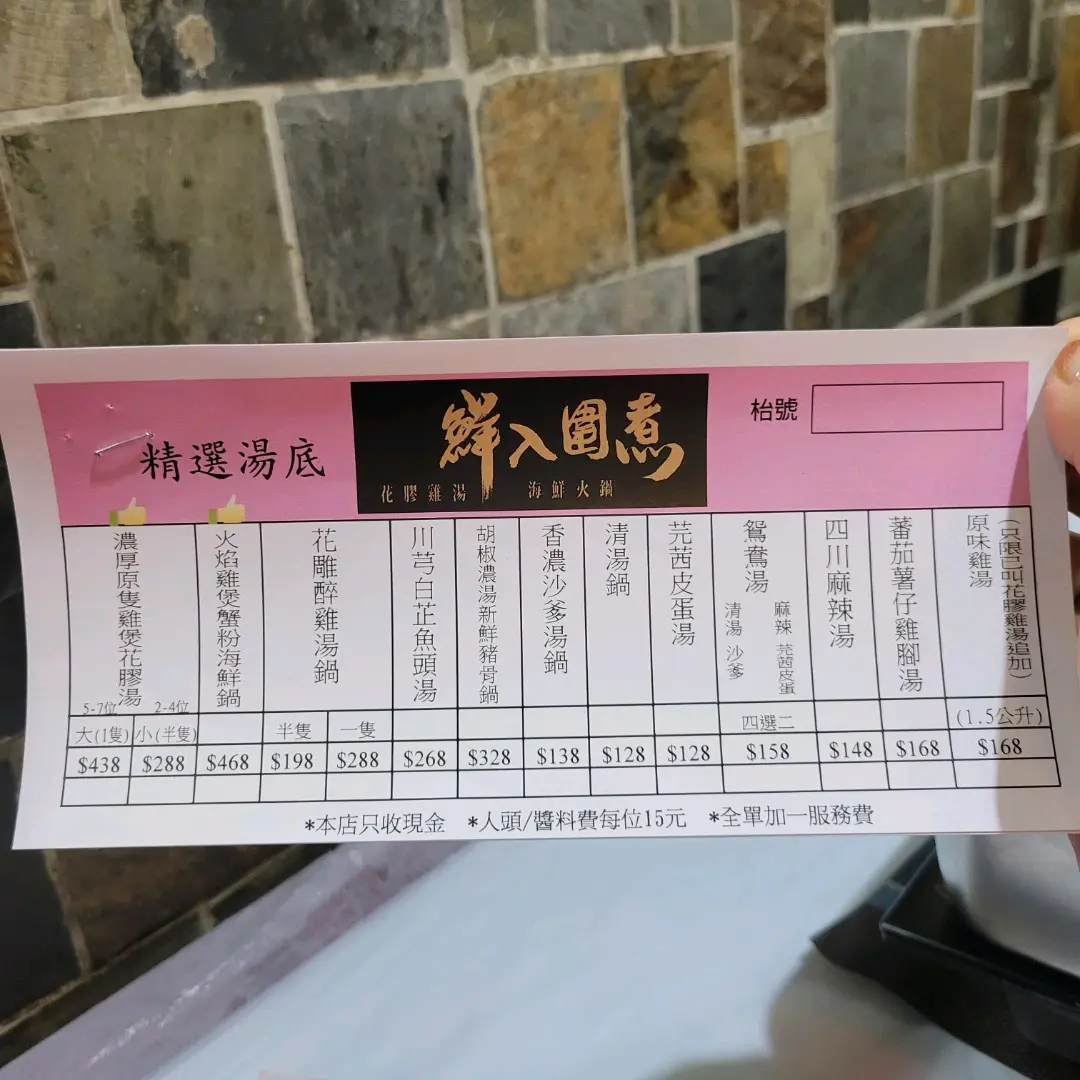 精選湯底
鮮入圍煮
花膠雞湯 海鮮火鍋
枱號
濃厚原隻雞煲花膠湯
5-7位
2-4位
火焰雞煲蟹粉海鮮鍋
花雕醉雞湯鍋
川芎白芷魚頭湯
胡椒濃湯新鮮豬骨鍋
香濃沙爹湯鍋
清湯鍋
芫茜皮蛋湯
鴛鴦湯
清湯 沙爹
麻辣 芫茜皮蛋
四川麻辣湯
蕃茄薯仔雞腳湯
原味雞湯
(只限已叫花膠雞湯追加)
大(1隻) 小(半隻) 半隻 一隻 四選二 (1.5公升)
$438 $288 $468 $198 $288 $268 $328 $138 $128 $128 $158 $148 $168 $168
*本店只收現金 *人頭/醬料費每位15元 *全單加一服務費